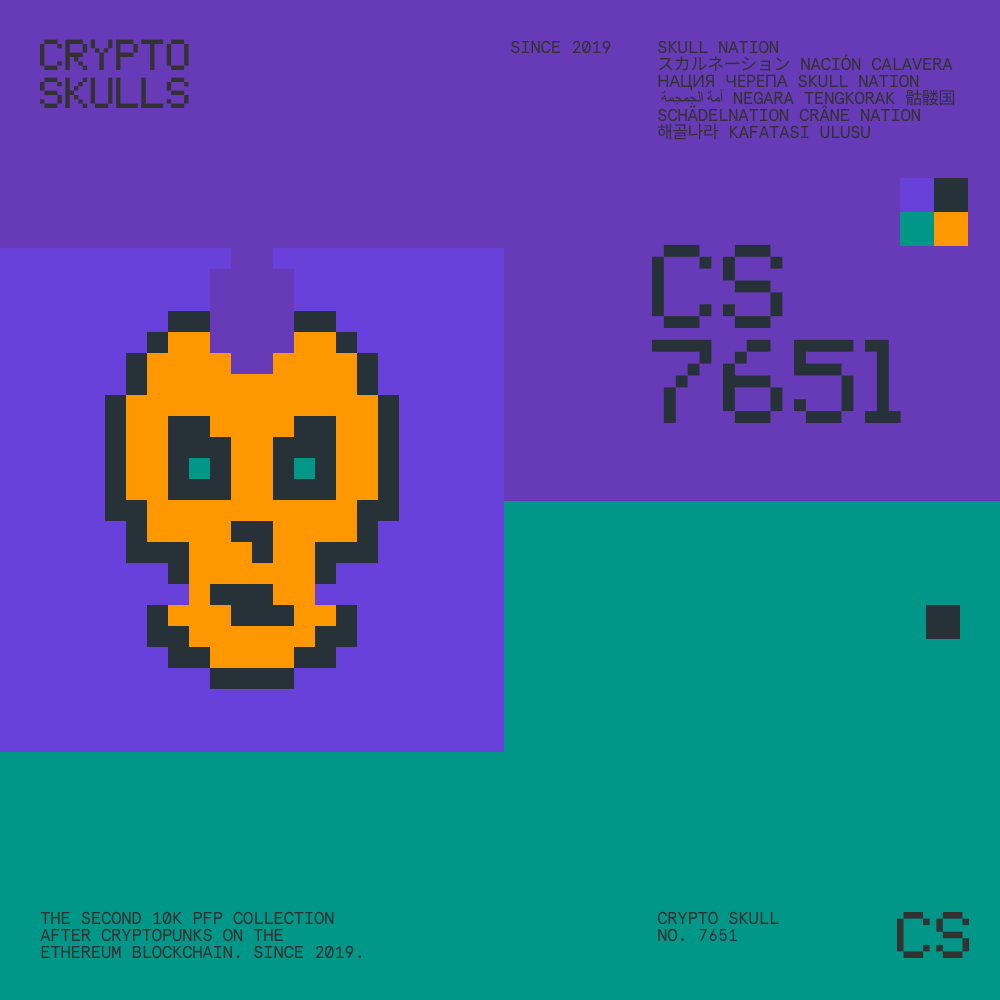 CRYPTO
SKULLS
SINCE 2019
SKULL NATION
スカルネーション NACIÓN CALAVERA
НАЦИЯ ЧЕРЕПА SKULL NATION
أمة الجمجمة NEGARA TENGKORAK 骷髅国
SCHÄDELNATION CRÂNE NATION
해골나라 KAFATASI ULUSU
CS
7651
THE SECOND 10K PFP COLLECTION
AFTER CRYPTOPUNKS ON THE
ETHEREUM BLOCKCHAIN. SINCE 2019.
CRYPTO SKULL
NO. 7651
CS